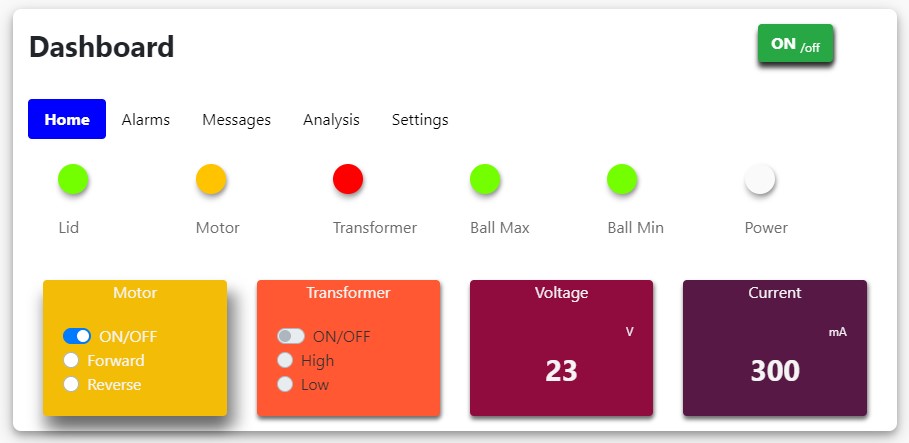 Dashboard
ON /off
Home Alarms Messages Analysis Settings
Lid Motor Transformer Ball Max Ball Min Power
Motor
ON/OFF
Forward
Reverse
Transformer
ON/OFF
High
Low
Voltage
V
23
Current
mA
300